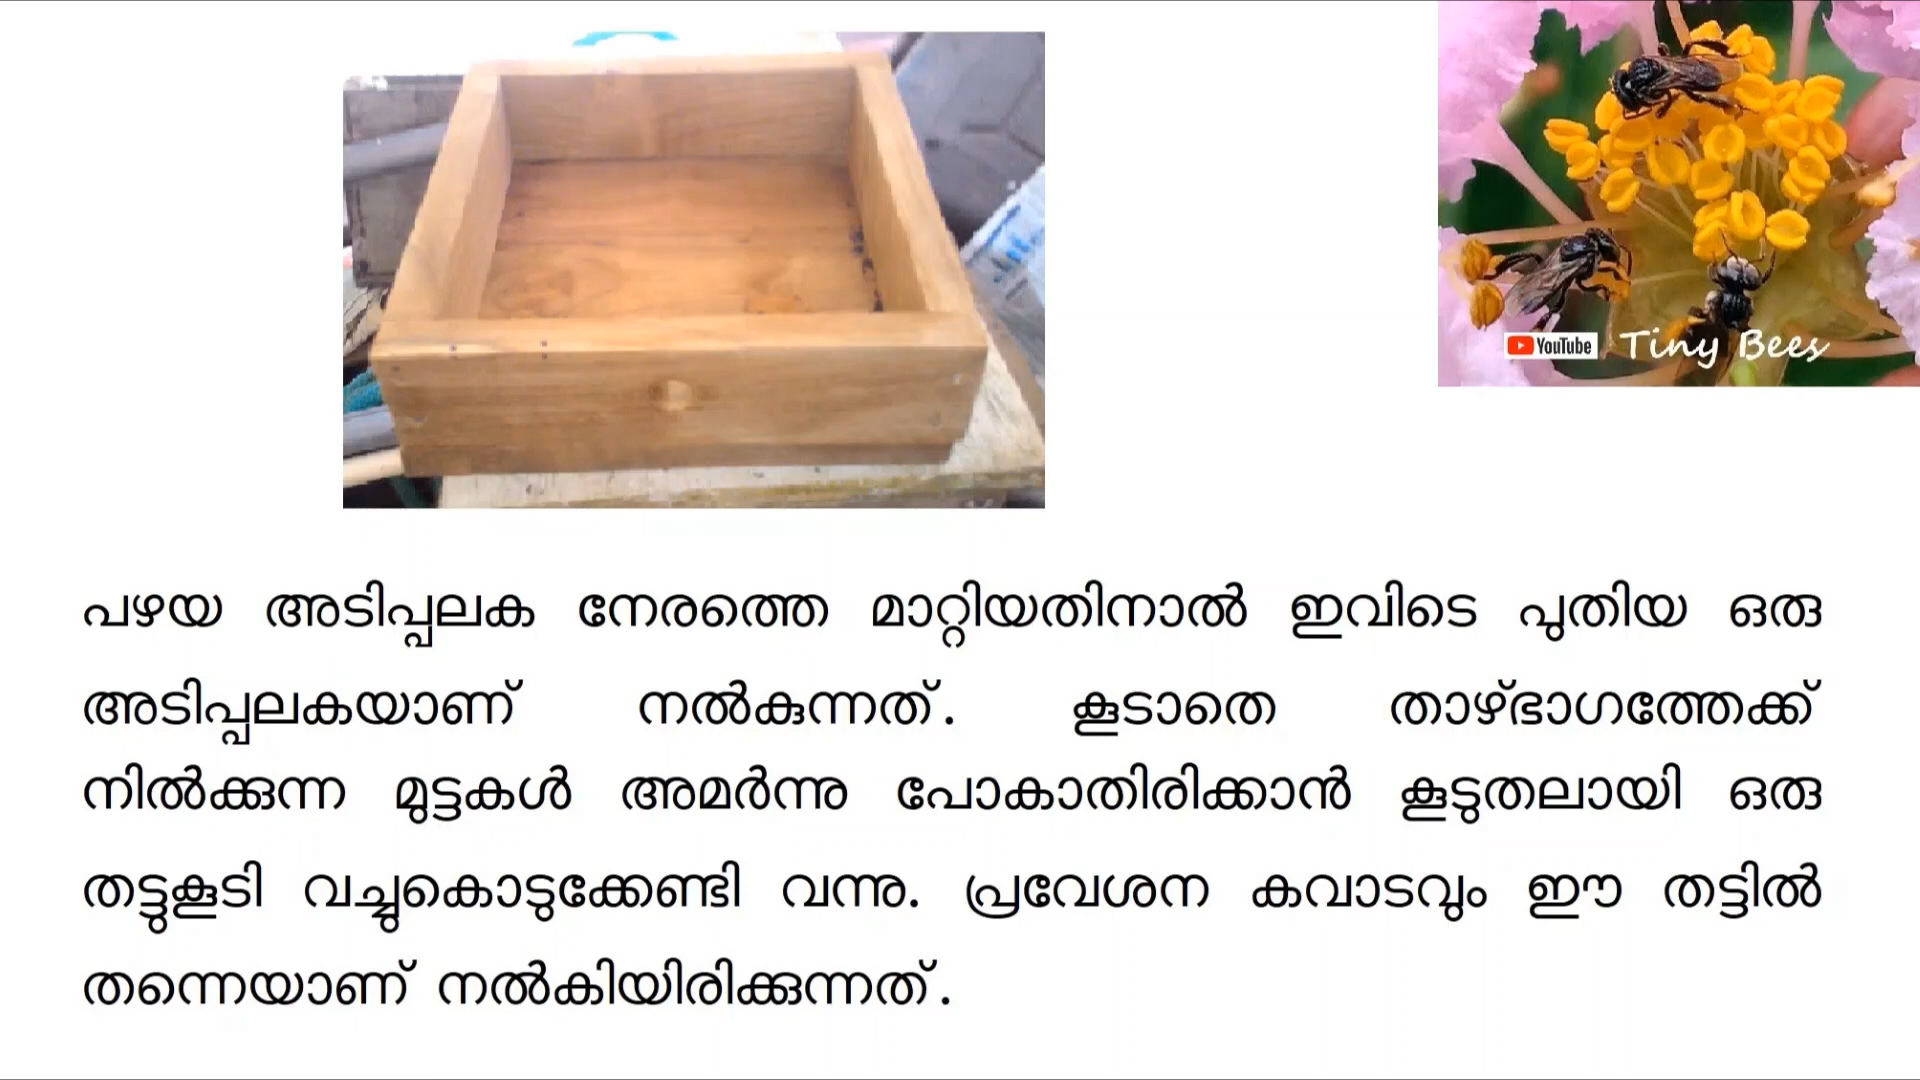 YouTube Tiny Bees
പഴയ അടിപ്പലക നേരത്തെ മാറ്റിയതിനാൽ ഇവിടെ പുതിയ ഒരു
അടിപ്പലകയാണ് നൽകുന്നത്. കൂടാതെ താഴ്ഭാഗത്തേക്ക്
നിൽക്കുന്ന മുട്ടകൾ അമർന്നു പോകാതിരിക്കാൻ കൂടുതലായി ഒരു
തട്ടുകൂടി വച്ചുകൊടുക്കേണ്ടി വന്നു. പ്രവേശന കവാടവും ഈ തട്ടിൽ
തന്നെയാണ് നൽകിയിരിക്കുന്നത്.